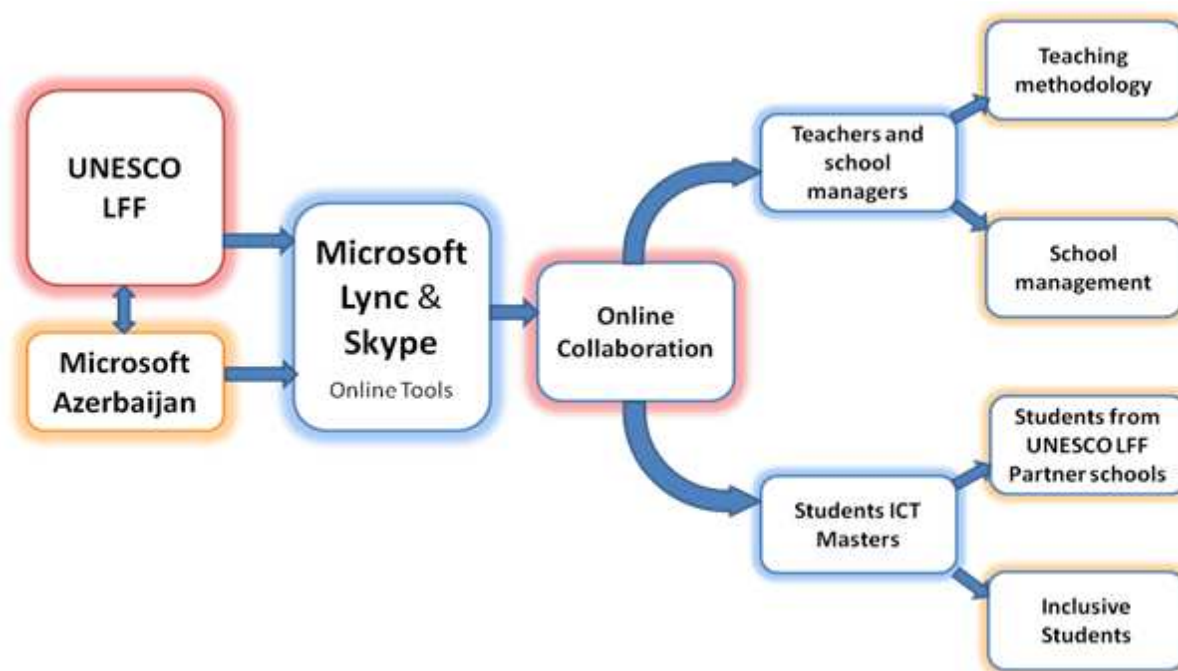 UNESCO
LFF
Microsoft
Azerbaijan
Microsoft
Lync &
Skype
Online Tools
Online
Collaboration
Teachers and
school
managers
Teaching
methodology
School
management
Students ICT
Masters
Students from
UNESCO LFF
Partner schools
Inclusive
Students